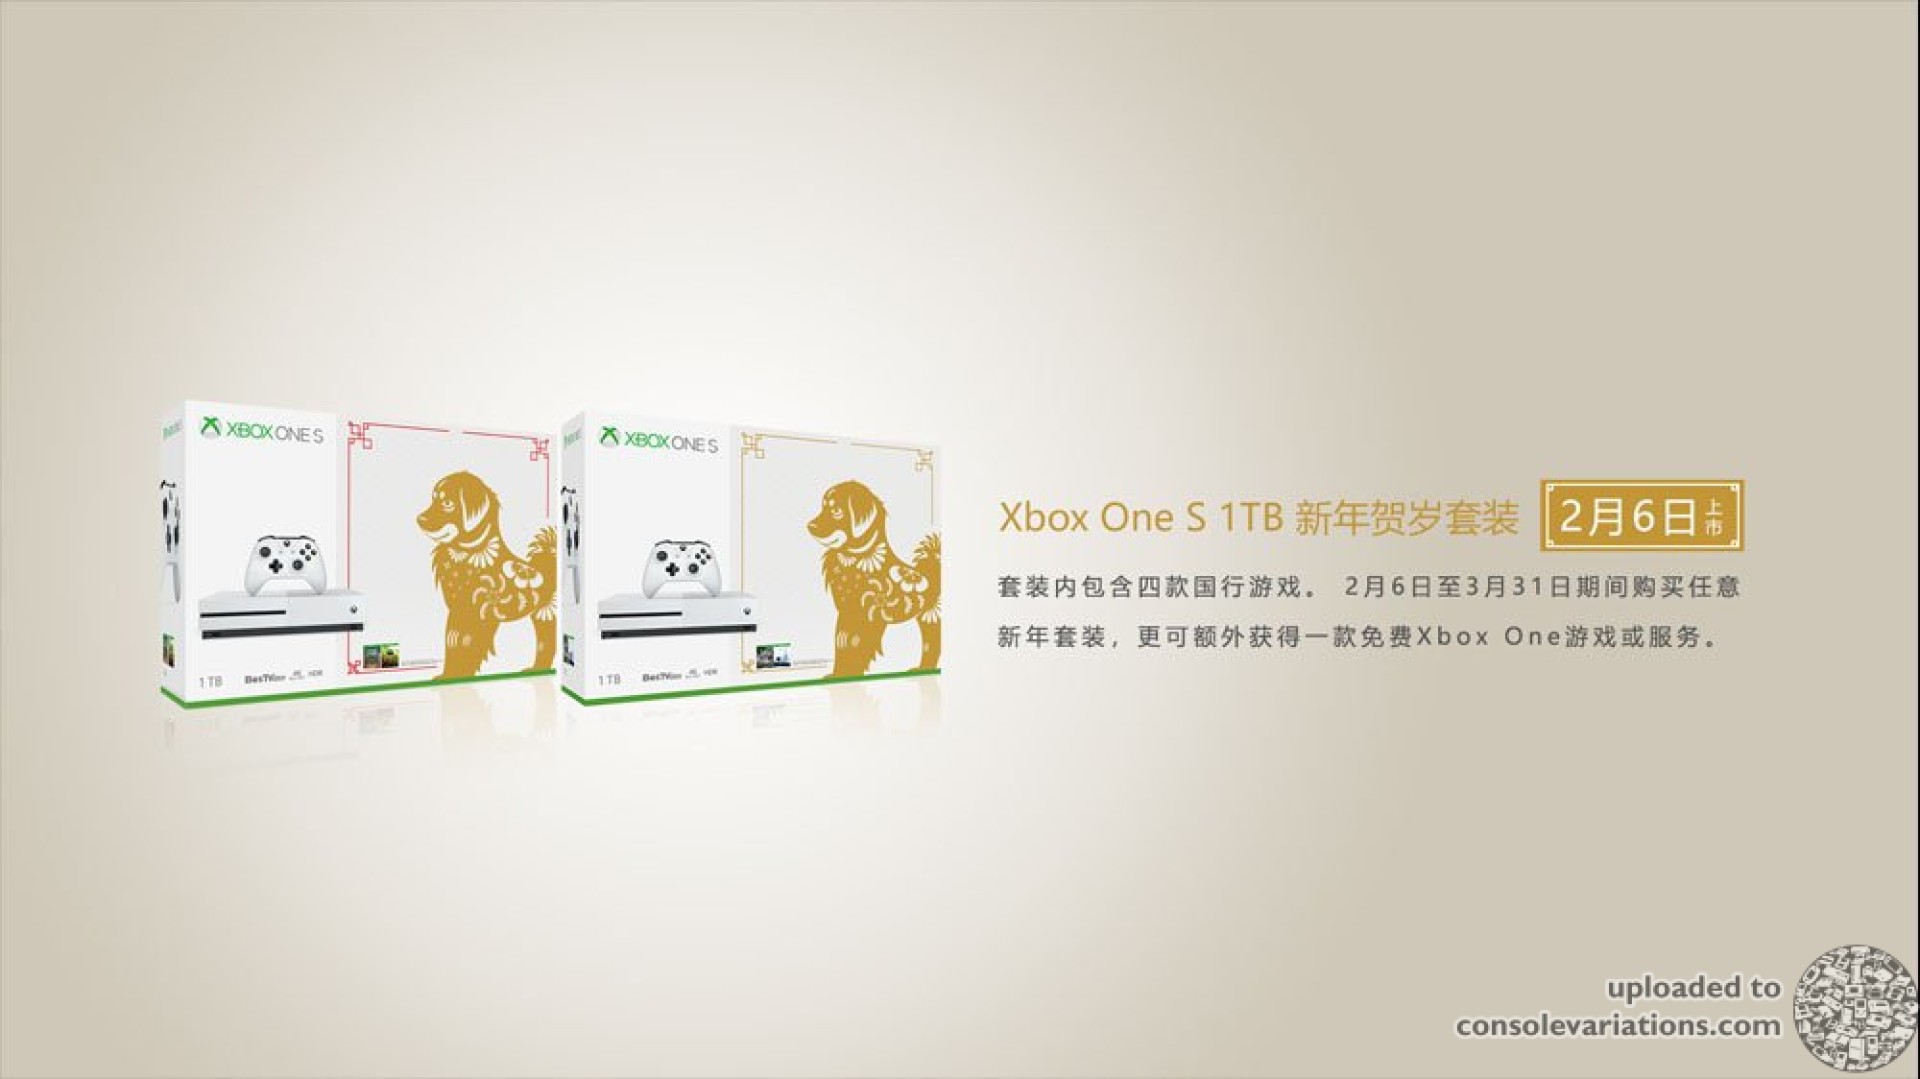 XBOX ONE S
1TB
BesTV
HDR
XBOX ONE S
1TB
BesTV
HDR
Xbox One S 1TB 新年贺岁套装 2月6日上市
套装内包含四款国行游戏。 2月6日至3月31日期间购买任意
新年套装，更可额外获得一款免费Xbox One游戏或服务。
uploaded to
consolevariations.com